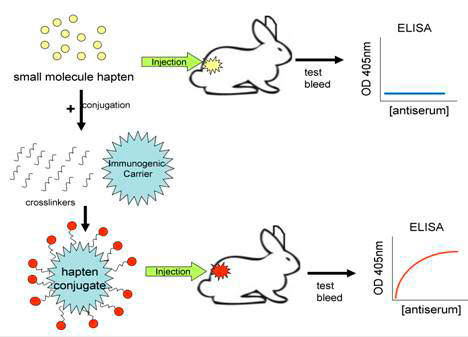 small molecule hapten
Injection
test
bleed
ELISA
OD 405nm
[antiserum]
+
conjugation
crosslinkers
Immunogenic
Carrier
hapten
conjugate
Injection
test
bleed
ELISA
OD 405nm
[antiserum]